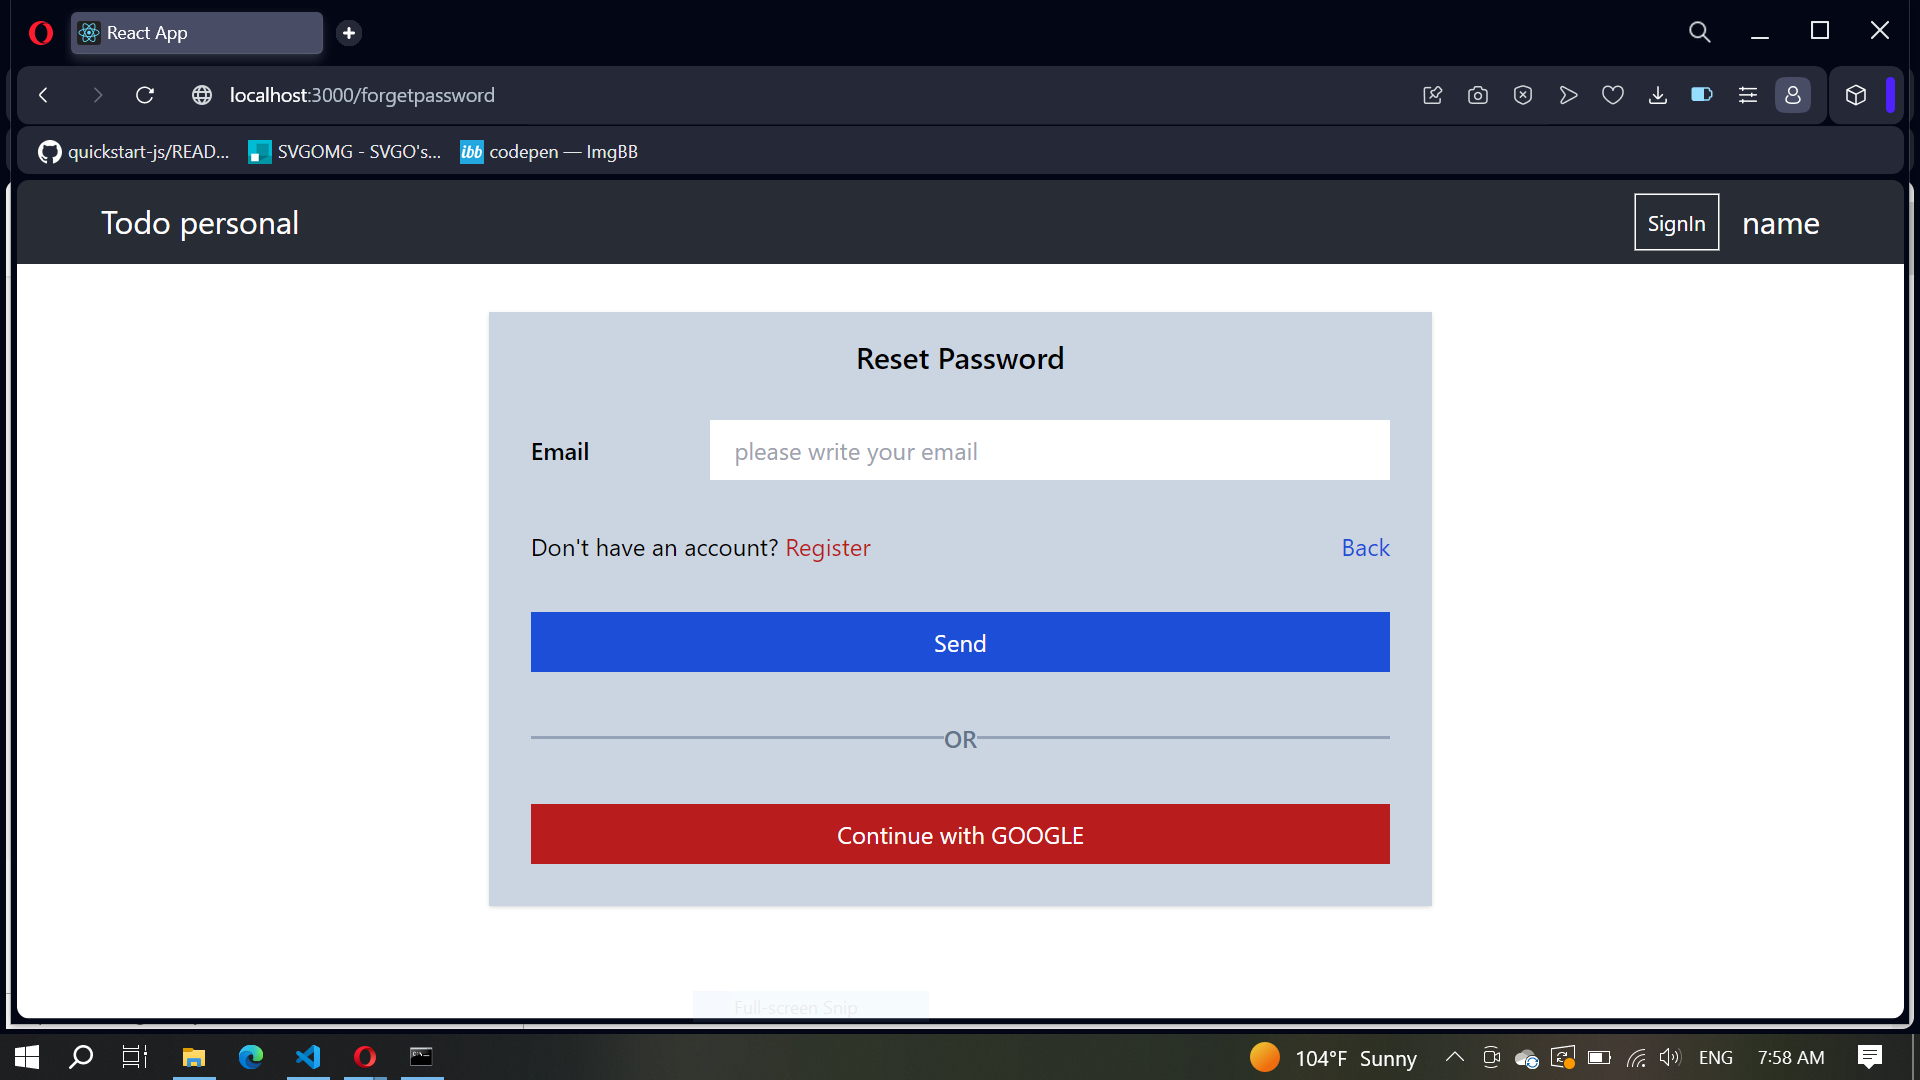 React App
localhost:3000/forgetpassword
quickstart-js/READ... SVGOMG - SVGO's... ibb codepen — ImgBB
Todo personal SignIn name
Reset Password
Email please write your email
Don't have an account? Register Back
Send
OR
Continue with GOOGLE
Full-screen Snip
104°F Sunny ENG 7:58 AM